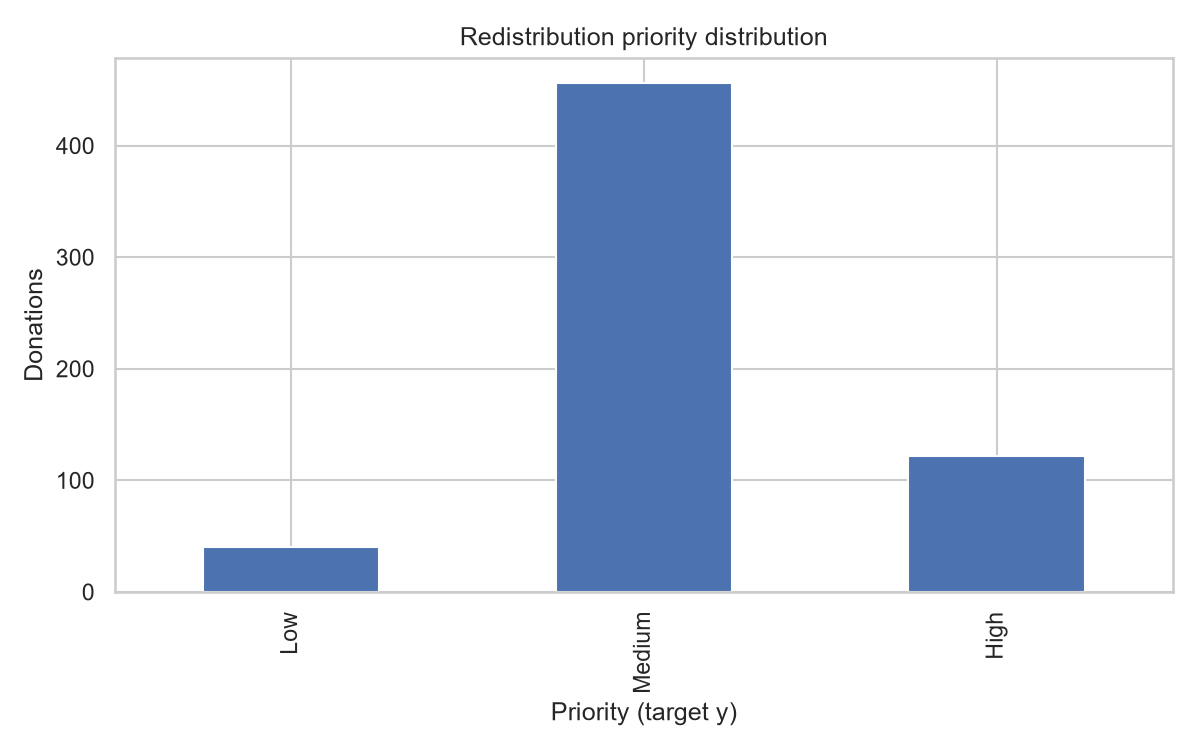 Redistribution priority distribution
Donations
400
300
200
100
0
Low
Medium
High
Priority (target y)